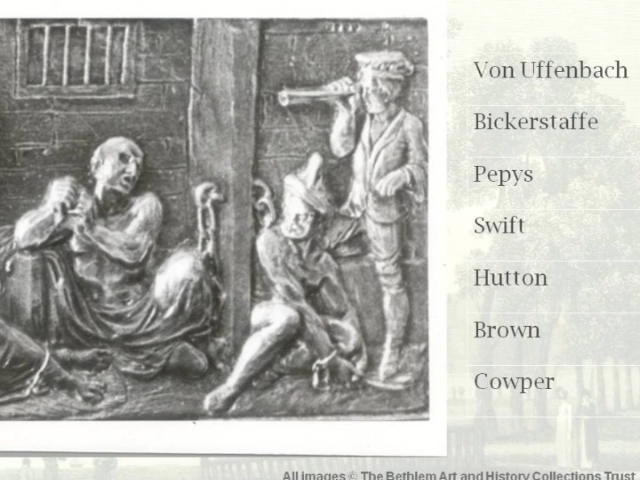 Von Uffenbach
Bickerstaffe
Pepys
Swift
Hutton
Brown
Cowper
All images © The Bethlem Art and History Collections Trust